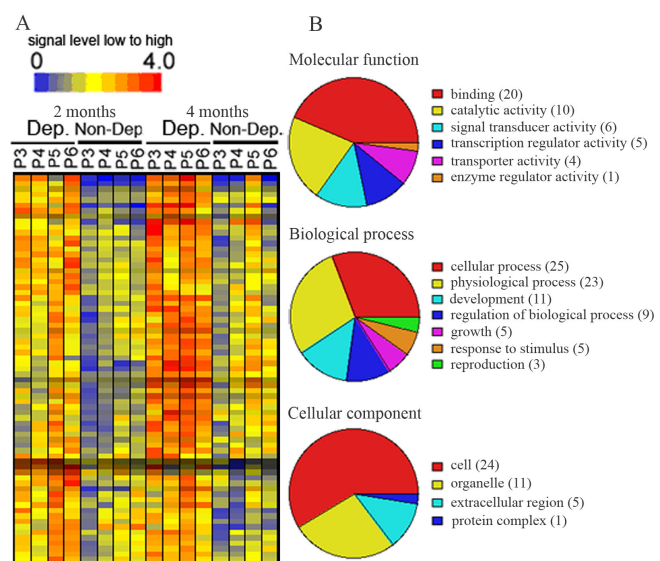 A
signal level low to high
0 4.0
2 months 4 months
Dep. Non-Dep. Dep. Non-Dep.
P3 P4 P5 P6 P3 P4 P5 P6 P3 P4 P5 P6 P3 P4 P5 P6
B
Molecular function
binding (20)
catalytic activity (10)
signal transducer activity (6)
transcription regulator activity (5)
transporter activity (4)
enzyme regulator activity (1)
Biological process
cellular process (25)
physiological process (23)
development (11)
regulation of biological process (9)
growth (5)
response to stimulus (5)
reproduction (3)
Cellular component
cell (24)
organelle (11)
extracellular region (5)
protein complex (1)